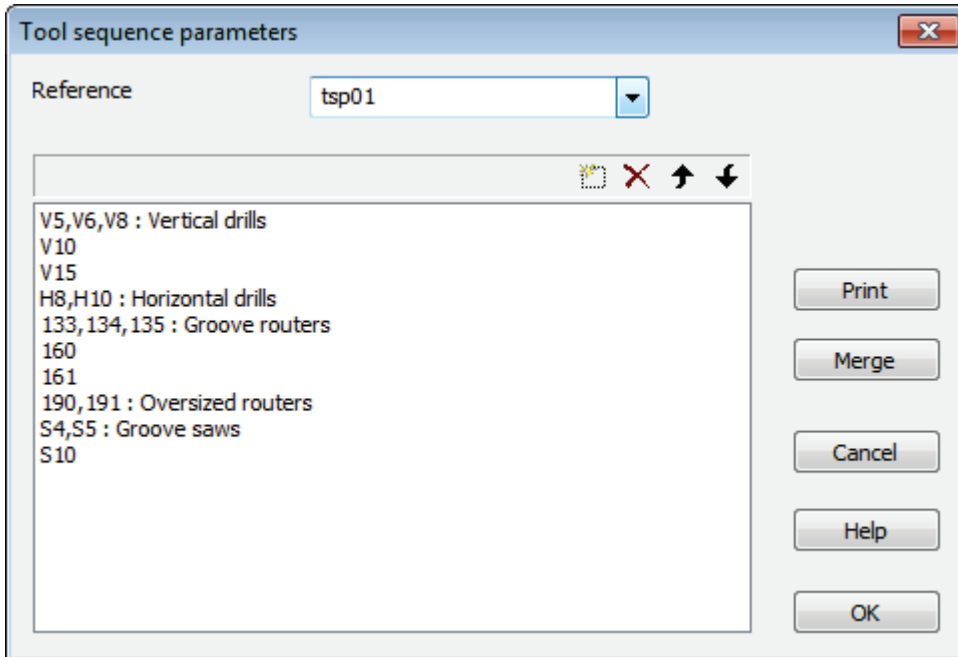 Tool sequence parameters
Reference
tsp01
V5,V6,V8 : Vertical drills
V10
V15
H8,H10 : Horizontal drills
133,134,135 : Groove routers
160
161
190,191 : Oversized routers
S4,S5 : Groove saws
S10
Print
Merge
Cancel
Help
OK